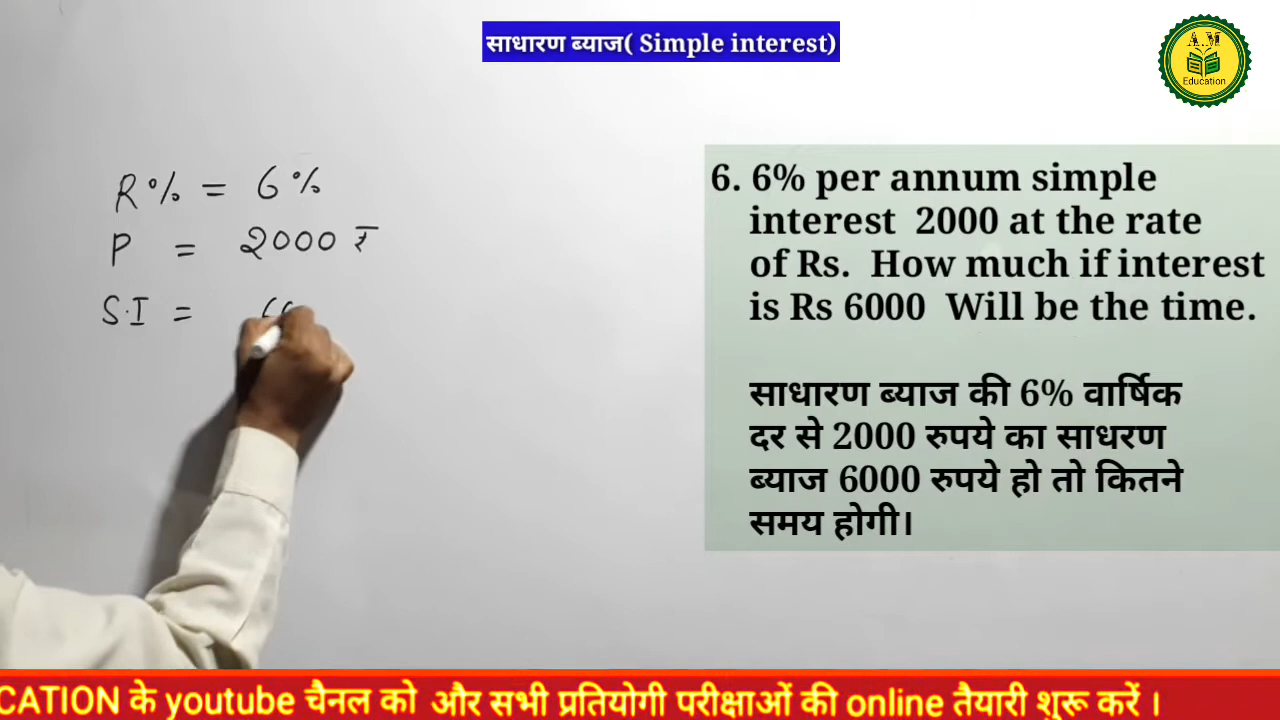 साधारण ब्याज( Simple interest)
A.M
Education
R% = 6%
P = 2000 ₹
S.I =
6. 6% per annum simple
interest 2000 at the rate
of Rs. How much if interest
is Rs 6000 Will be the time.
साधारण ब्याज की 6% वार्षिक
दर से 2000 रुपये का साधरण
ब्याज 6000 रुपये हो तो कितने
समय होगी।
CATION के youtube चैनल को और सभी प्रतियोगी परीक्षाओं की online तैयारी शुरू करें ।